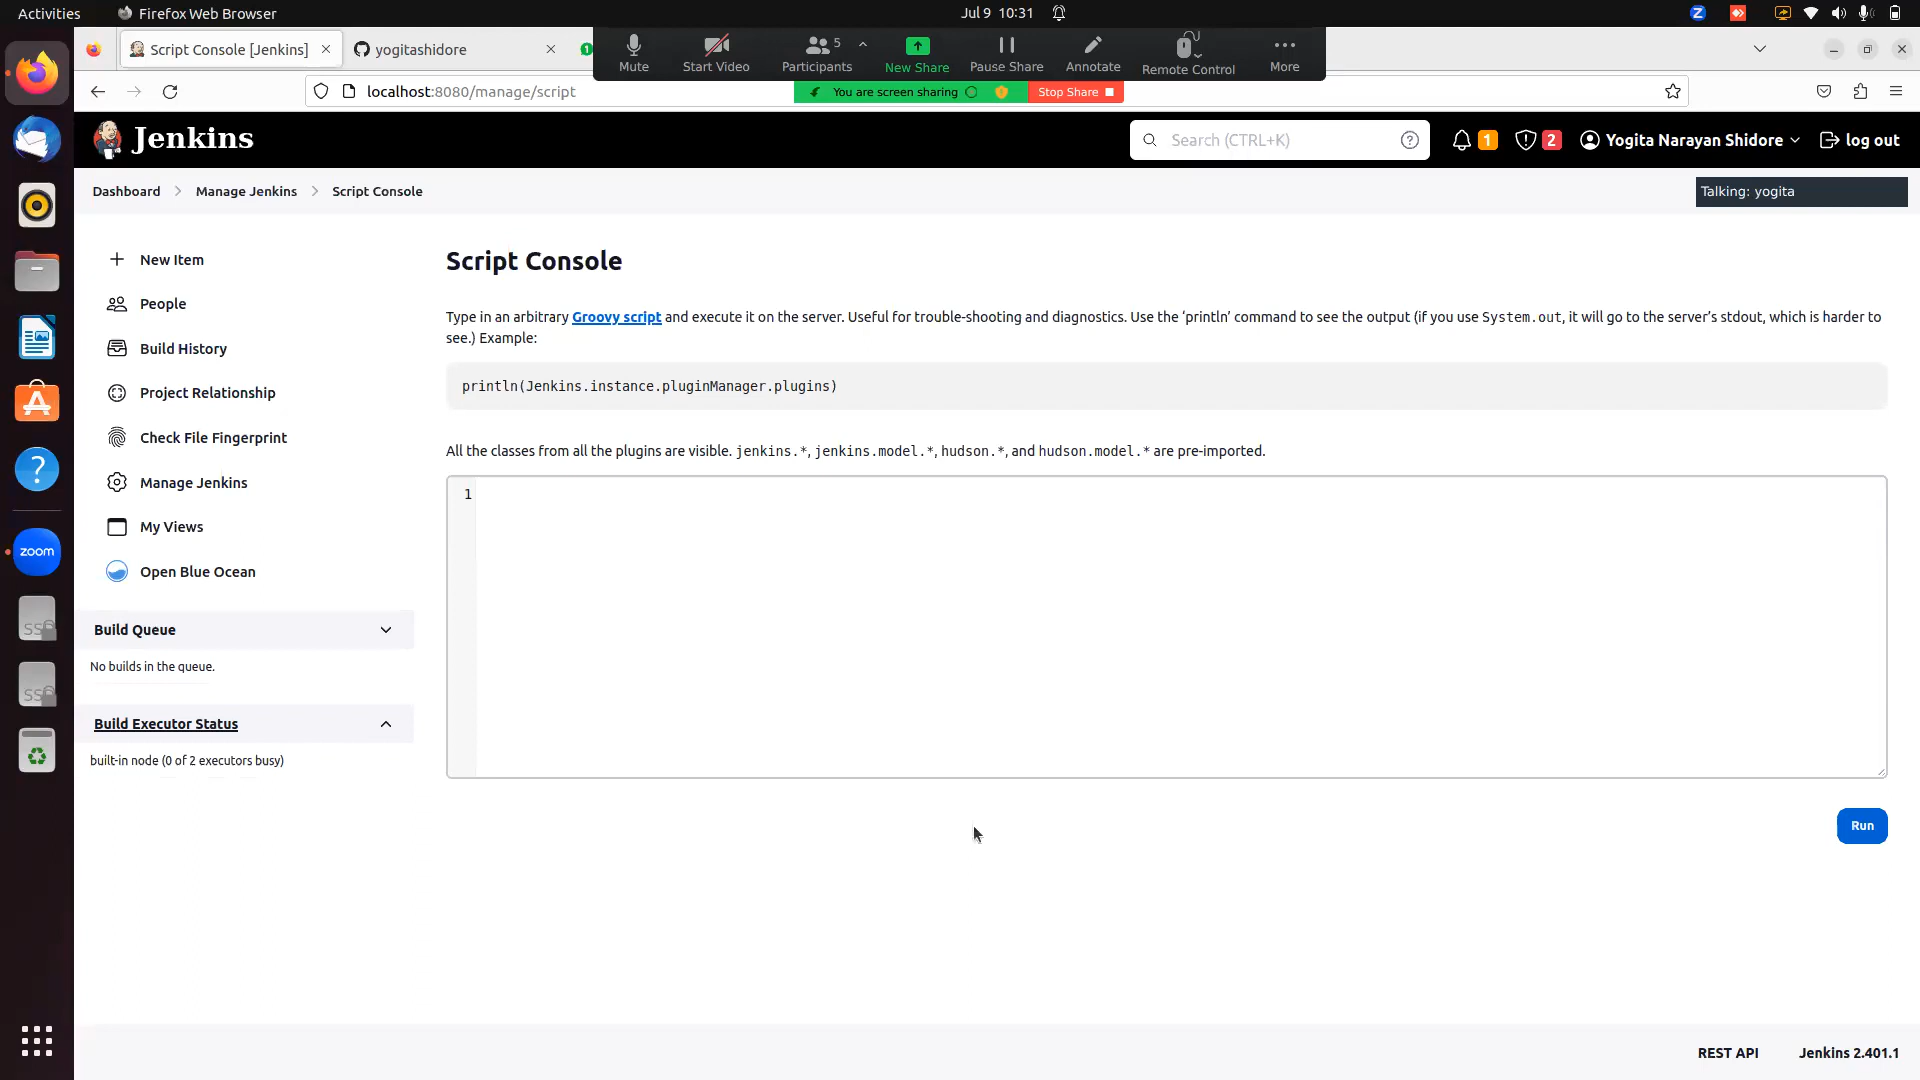 Activities
Firefox Web Browser
Jul 9 10:31
Script Console [Jenkins]
yogitashidore
1
Mute
Start Video
5
Participants
New Share
Pause Share
Annotate
Remote Control
More
localhost:8080/manage/script
You are screen sharing
Stop Share
Jenkins
Search (CTRL+K)
1
2
Yogita Narayan Shidore
log out
Dashboard
Manage Jenkins
Script Console
Talking: yogita
New Item
People
Build History
Project Relationship
Check File Fingerprint
Manage Jenkins
My Views
Open Blue Ocean
Build Queue
No builds in the queue.
Build Executor Status
built-in node (0 of 2 executors busy)
Script Console
Type in an arbitrary Groovy script and execute it on the server. Useful for trouble-shooting and diagnostics. Use the ‘println’ command to see the output (if you use System.out, it will go to the server’s stdout, which is harder to
see.) Example:
println(Jenkins.instance.pluginManager.plugins)
All the classes from all the plugins are visible. jenkins.*, jenkins.model.*, hudson.*, and hudson.model.* are pre-imported.
1
Run
zoom
SSD
SSD
REST API
Jenkins 2.401.1